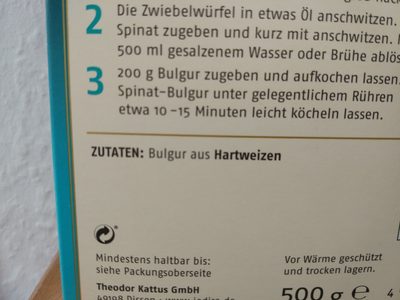 2 Die Zwiebelwürfel in etwas Öl anschwitzen.
Spinat zugeben und kurz mit anschwitzen.
500 ml gesalzenem Wasser oder Brühe ablös
3 200 g Bulgur zugeben und aufkochen lassen.
Spinat-Bulgur unter gelegentlichem Rühren
etwa 10–15 Minuten leicht köcheln lassen.
ZUTATEN: Bulgur aus Hartweizen
Mindestens haltbar bis:
siehe Packungsoberseite
Theodor Kattus GmbH
49198 Dissen
Vor Wärme geschützt
und trocken lagern.
500 g e
4